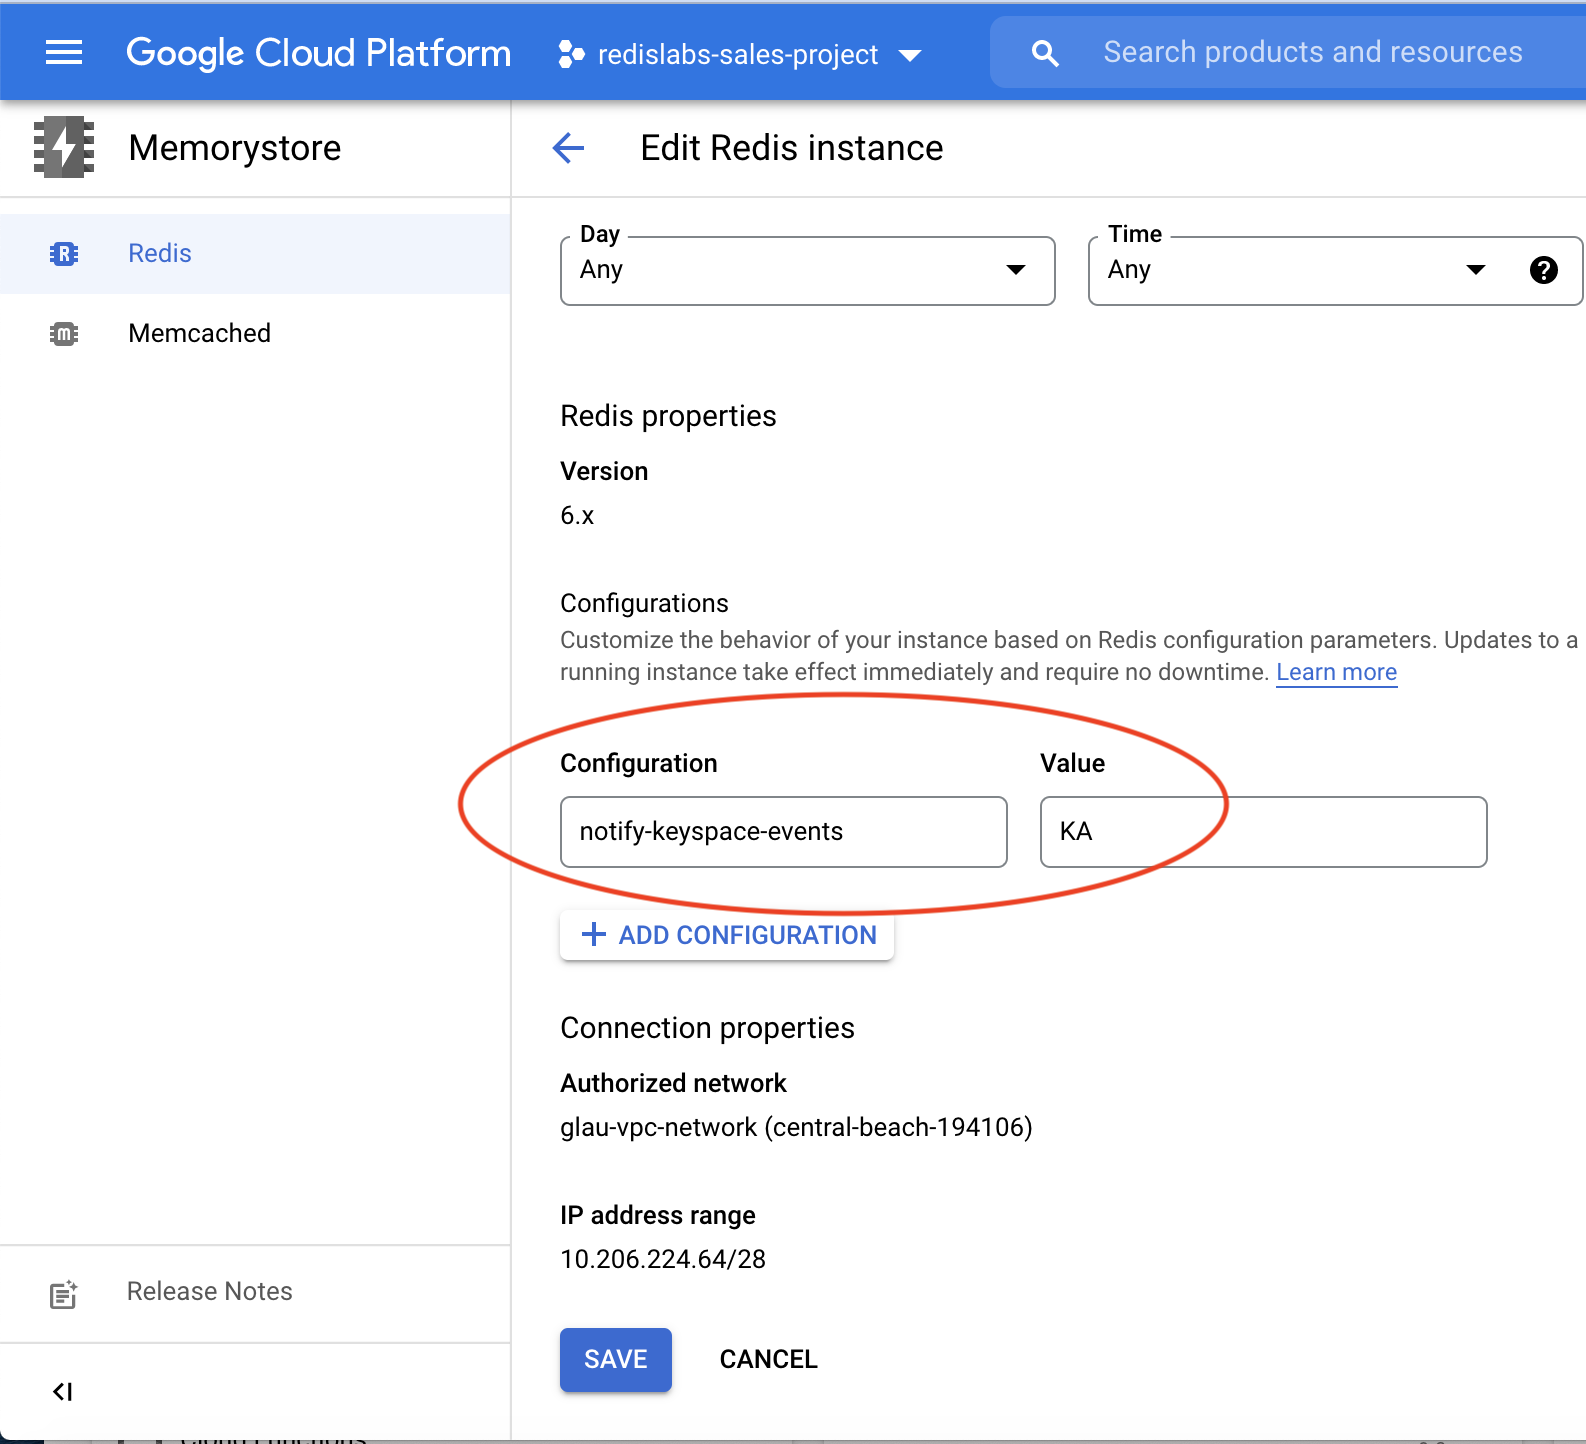 Google Cloud Platform
redislabs-sales-project
Search products and resources
Memorystore
Edit Redis instance
Redis
Memcached
Day
Any
Time
Any
Redis properties
Version
6.x
Configurations
Customize the behavior of your instance based on Redis configuration parameters. Updates to a
running instance take effect immediately and require no downtime. Learn more
Configuration
Value
notify-keyspace-events
KA
ADD CONFIGURATION
Connection properties
Authorized network
glau-vpc-network (central-beach-194106)
IP address range
10.206.224.64/28
Release Notes
SAVE
CANCEL
Cloud Functions